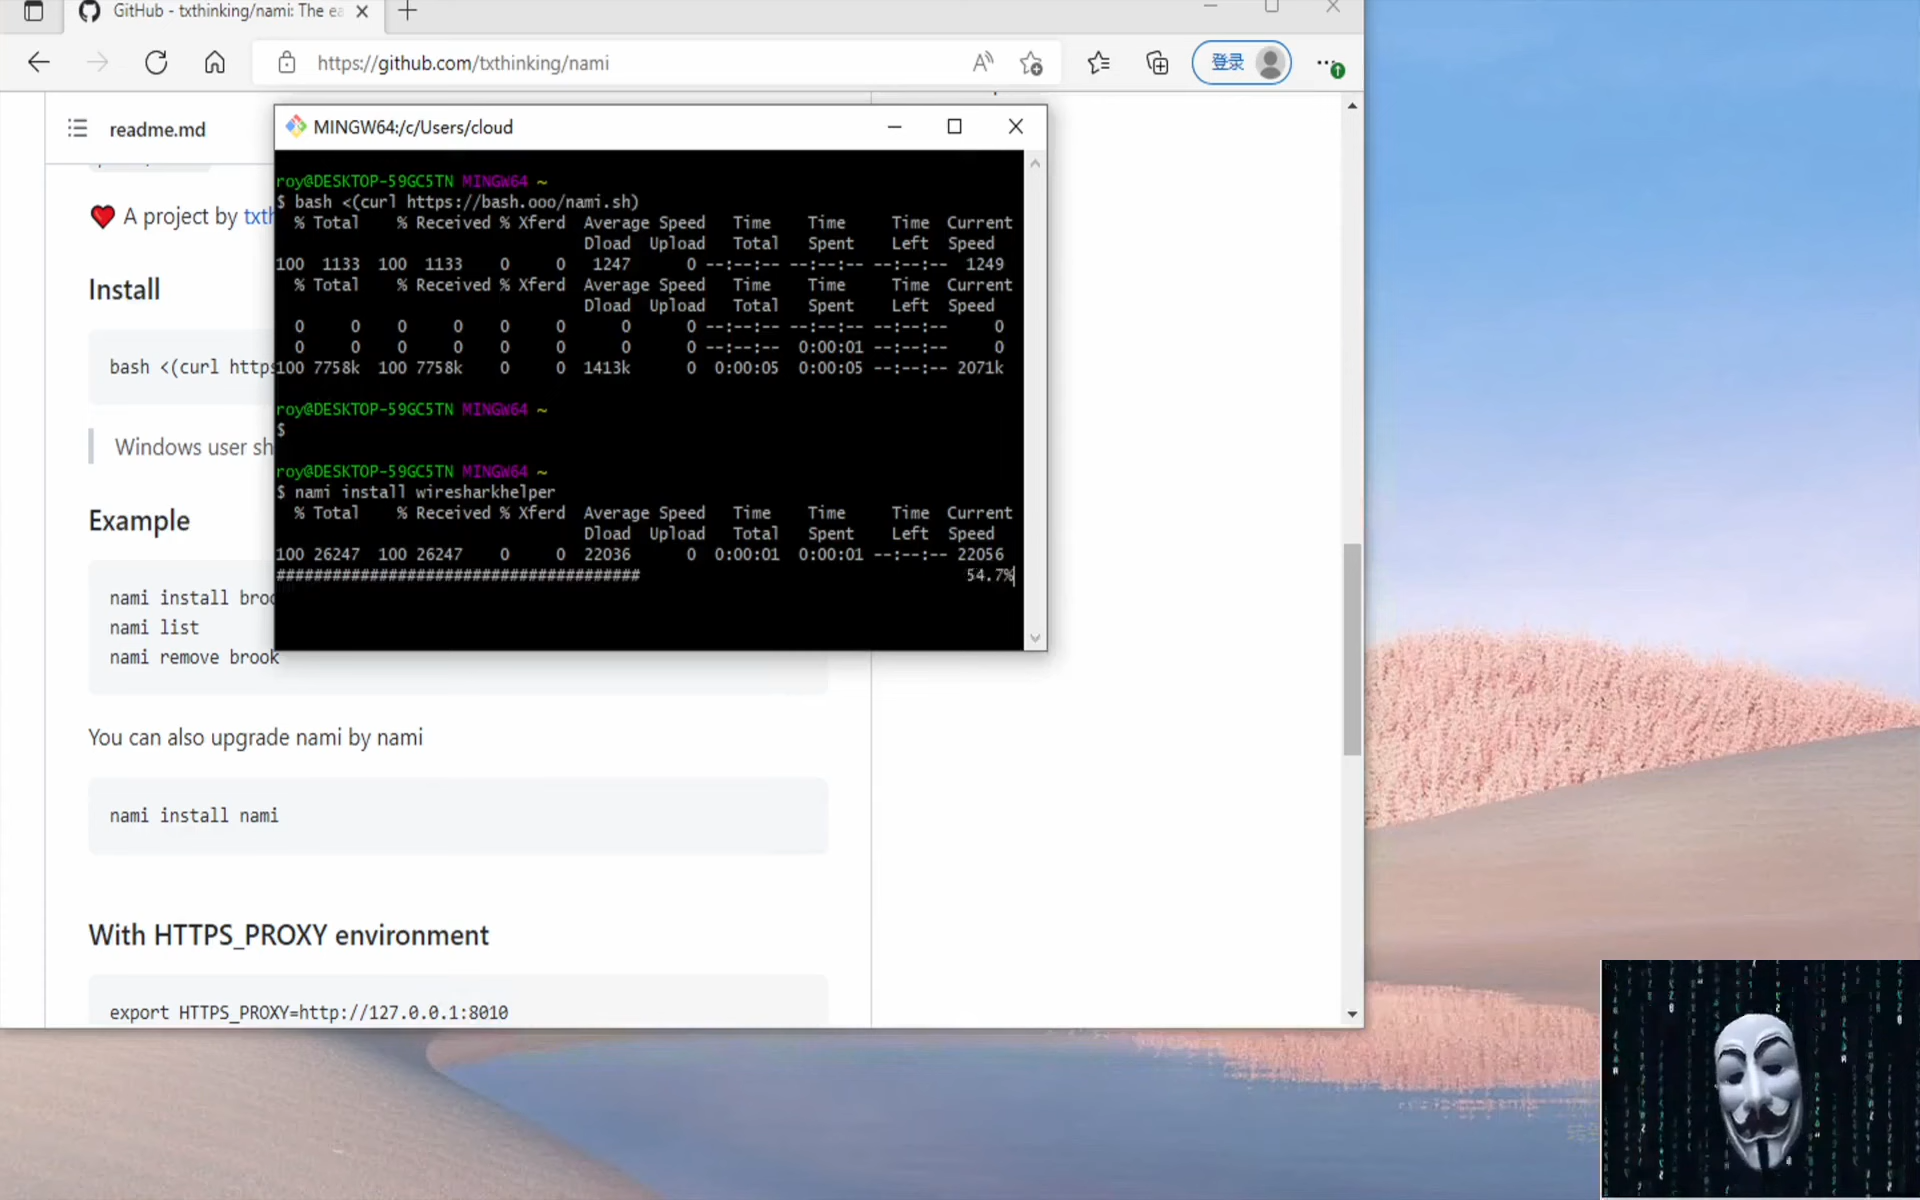 GitHub - txthinking/nami: The ea
https://github.com/txthinking/nami
登录
readme.md
A project by txth
Install
bash <(curl https
Windows user sh
Example
nami install broo
nami list
nami remove brook
You can also upgrade nami by nami
nami install nami
With HTTPS_PROXY environment
export HTTPS_PROXY=http://127.0.0.1:8010
MINGW64:/c/Users/cloud
roy@DESKTOP-59GC5TN MINGW64 ~
$ bash <(curl https://bash.ooo/nami.sh)
% Total % Received % Xferd Average Speed Time Time Time Current
Dload Upload Total Spent Left Speed
100 1133 100 1133 0 0 1247 0 --:--:-- --:--:-- --:--:-- 1249
% Total % Received % Xferd Average Speed Time Time Time Current
Dload Upload Total Spent Left Speed
0 0 0 0 0 0 0 0 --:--:-- --:--:-- --:--:-- 0
0 0 0 0 0 0 0 0 --:--:-- 0:00:01 --:--:-- 0
100 7758k 100 7758k 0 0 1413k 0 0:00:05 0:00:05 --:--:-- 2071k
roy@DESKTOP-59GC5TN MINGW64 ~
$
roy@DESKTOP-59GC5TN MINGW64 ~
$ nami install wiresharkhelper
% Total % Received % Xferd Average Speed Time Time Time Current
Dload Upload Total Spent Left Speed
100 26247 100 26247 0 0 22036 0 0:00:01 0:00:01 --:--:-- 22056
####################################### 54.7%